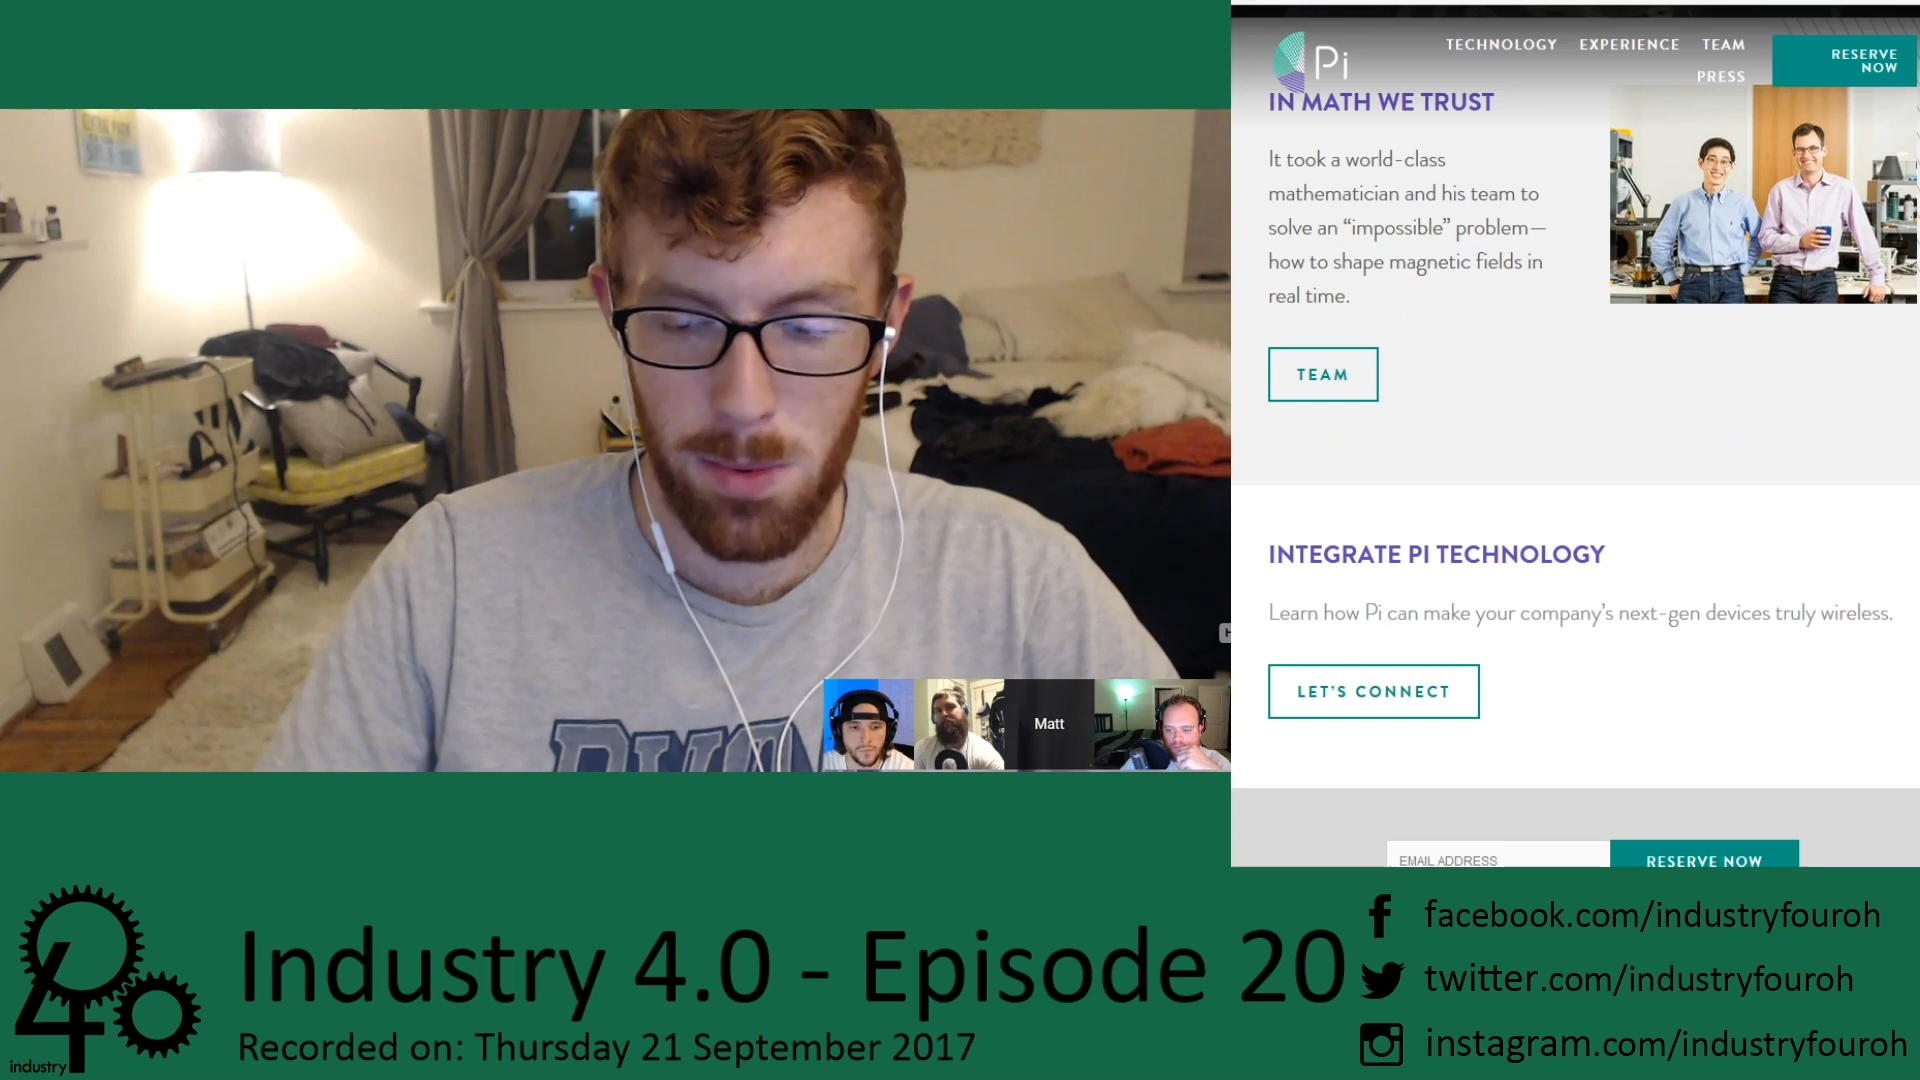 Pi
TECHNOLOGY EXPERIENCE TEAM
PRESS
RESERVE
NOW
IN MATH WE TRUST
It took a world-class
mathematician and his team to
solve an “impossible” problem—
how to shape magnetic fields in
real time.
TEAM
INTEGRATE PI TECHNOLOGY
Learn how Pi can make your company’s next-gen devices truly wireless.
LET’S CONNECT
EMAIL ADDRESS
RESERVE NOW
Matt
4.0
industry
Industry 4.0 - Episode 20
Recorded on: Thursday 21 September 2017
facebook.com/industryfouroh
twitter.com/industryfouroh
instagram.com/industryfouroh